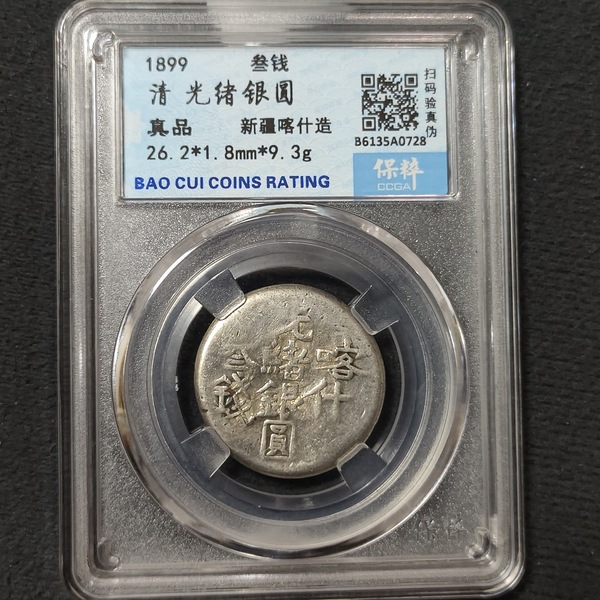 1899 叁钱
清 光绪银圆
真品 新疆喀什造
26.2*1.8mm*9.3g
BAO CUI COINS RATING
扫码验真伪
B6135A0728
保粹
CCGA
光緒銀圓
喀什
叁錢
保粹